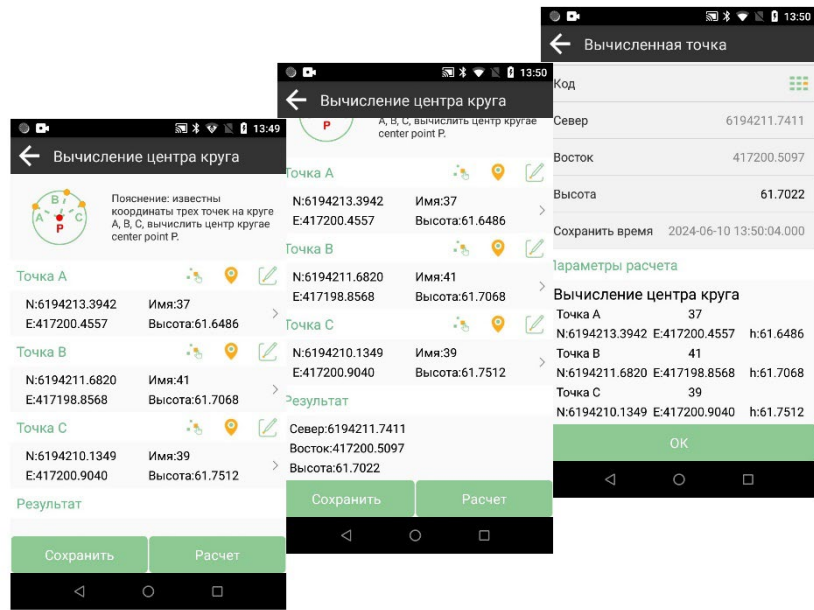 13:49
Вычисление центра круга
B
A C
P
Пояснение: известны
координаты трех точек на круге
A, B, C, вычислить центр кругае
center point P.
Точка A
N:6194213.3942 Имя:37
E:417200.4557 Высота:61.6486
Точка B
N:6194211.6820 Имя:41
E:417198.8568 Высота:61.7068
Точка C
N:6194210.1349 Имя:39
E:417200.9040 Высота:61.7512
Результат
Сохранить Расчет
13:50
Вычисление центра круга
P
A, B, C, вычислить центр кругае
center point P.
Точка A
N:6194213.3942 Имя:37
E:417200.4557 Высота:61.6486
Точка B
N:6194211.6820 Имя:41
E:417198.8568 Высота:61.7068
Точка C
N:6194210.1349 Имя:39
E:417200.9040 Высота:61.7512
Результат
Север:6194211.7411
Восток:417200.5097
Высота:61.7022
Сохранить Расчет
13:50
Вычисленная точка
Код
Север 6194211.7411
Восток 417200.5097
Высота 61.7022
Сохранить время 2024-06-10 13:50:04.000
Параметры расчета
Вычисление центра круга
Точка A 37
N:6194213.3942 E:417200.4557 h:61.6486
Точка B 41
N:6194211.6820 E:417198.8568 h:61.7068
Точка C 39
N:6194210.1349 E:417200.9040 h:61.7512
OK